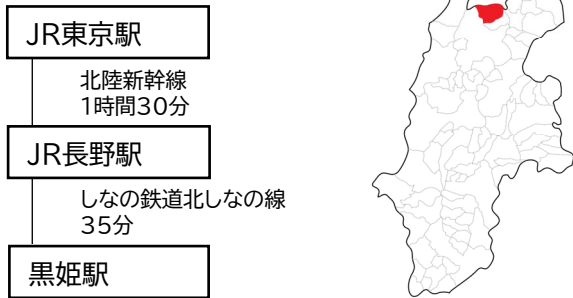 JR東京駅
北陸新幹線
1時間30分
JR長野駅
しなの鉄道北しなの線
35分
黒姫駅